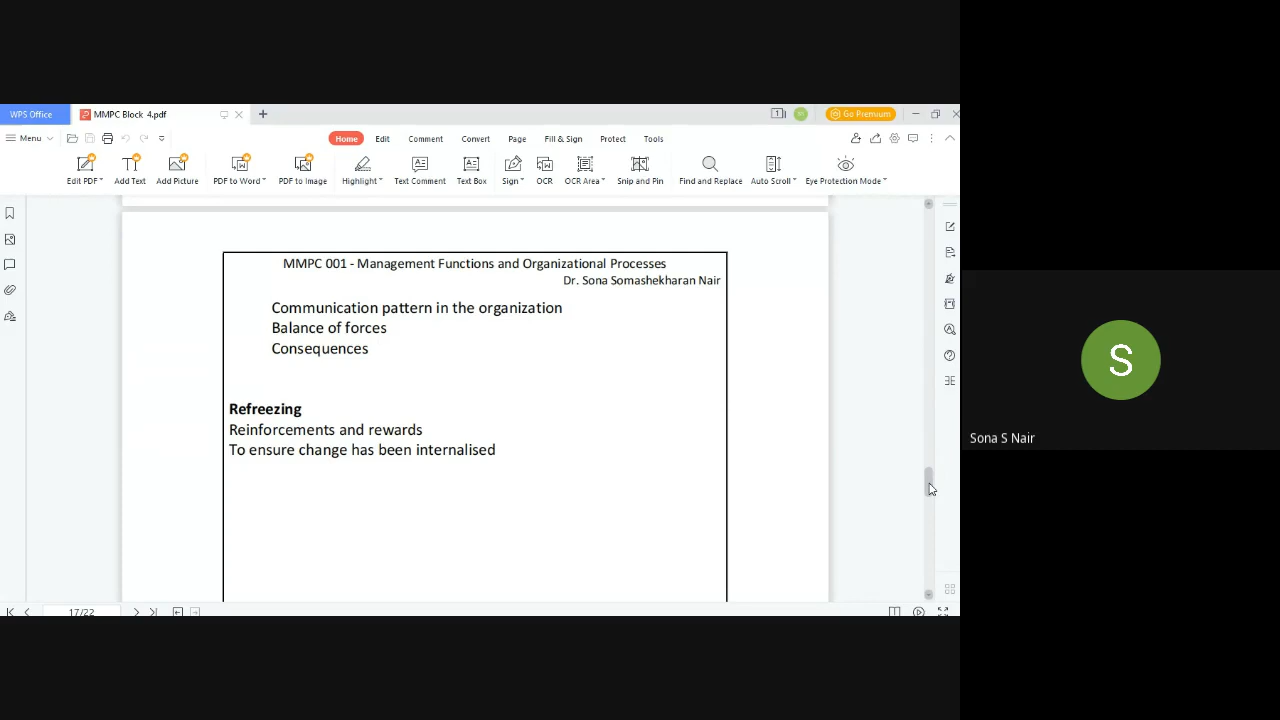 WPS Office
MMPC Block 4.pdf
Go Premium
Menu
Home Edit Comment Convert Page Fill & Sign Protect Tools
Edit PDF Add Text Add Picture PDF to Word PDF to Image Highlight Text Comment Text Box Sign OCR OCR Area Snip and Pin Find and Replace Auto Scroll Eye Protection Mode
MMPC 001 - Management Functions and Organizational Processes
Dr. Sona Somashekharan Nair
Communication pattern in the organization
Balance of forces
Consequences
Refreezing
Reinforcements and rewards
To ensure change has been internalised
17/22
S
Sona S Nair